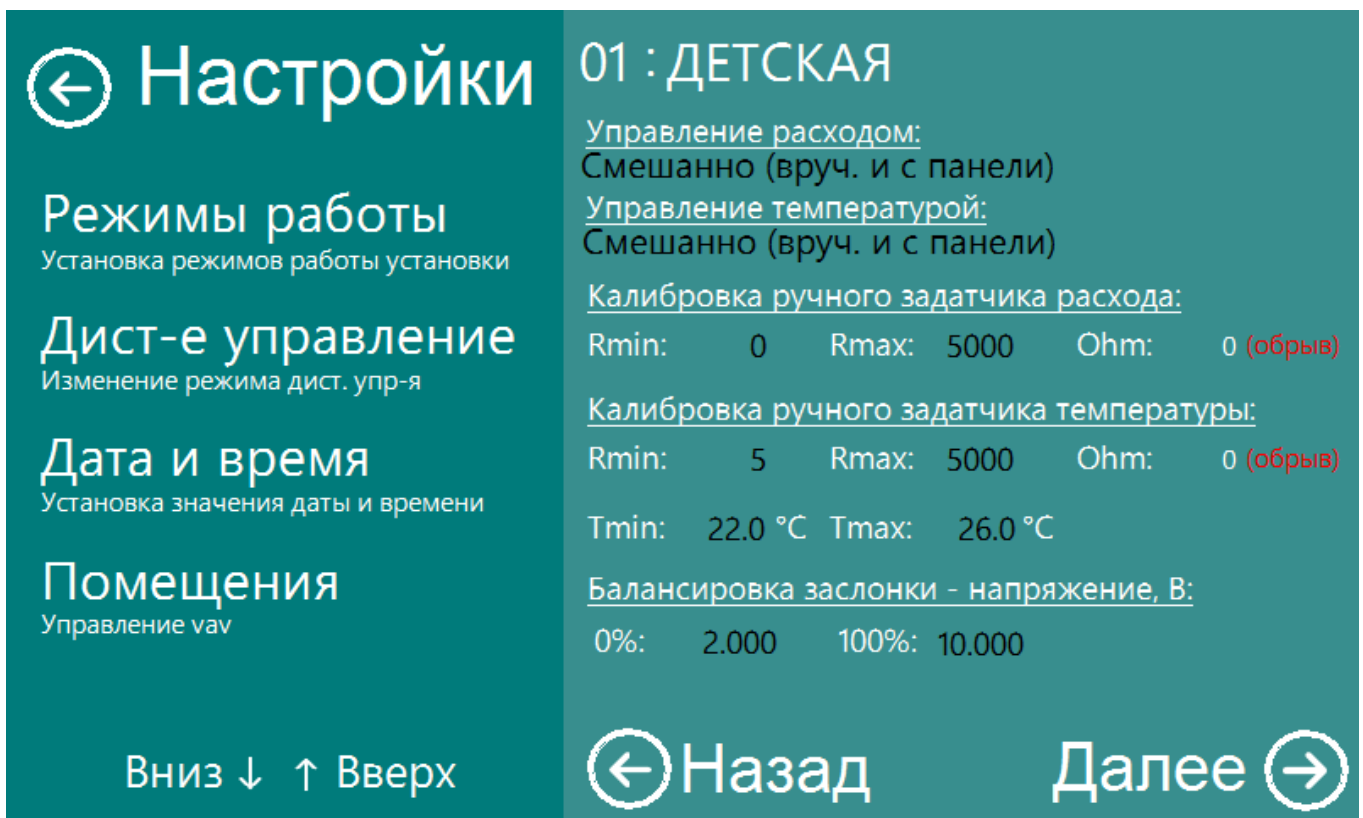 Настройки
Режимы работы
Установка режимов работы установки
Дист-е управление
Изменение режима дист. упр-я
Дата и время
Установка значения даты и времени
Помещения
Управление vav
Вниз ↓ ↑ Вверх
01 : ДЕТСКАЯ
Управление расходом:
Смешанно (вруч. и с панели)
Управление температурой:
Смешанно (вруч. и с панели)
Калибровка ручного задатчика расхода:
Rmin: 0 Rmax: 5000 Ohm: 0 (обрыв)
Калибровка ручного задатчика температуры:
Rmin: 5 Rmax: 5000 Ohm: 0 (обрыв)
Tmin: 22.0 °C Tmax: 26.0 °C
Балансировка заслонки - напряжение, В:
0%: 2.000 100%: 10.000
Назад Далее